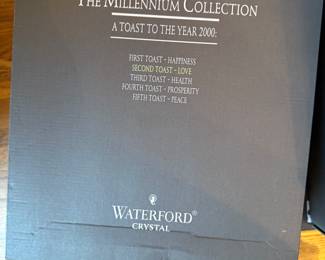 THE MILLENNIUM COLLECTION
A TOAST TO THE YEAR 2000:
FIRST TOAST - HAPPINESS
SECOND TOAST - LOVE
THIRD TOAST - HEALTH
FOURTH TOAST - PROSPERITY
FIFTH TOAST - PEACE
WATERFORD®
CRYSTAL